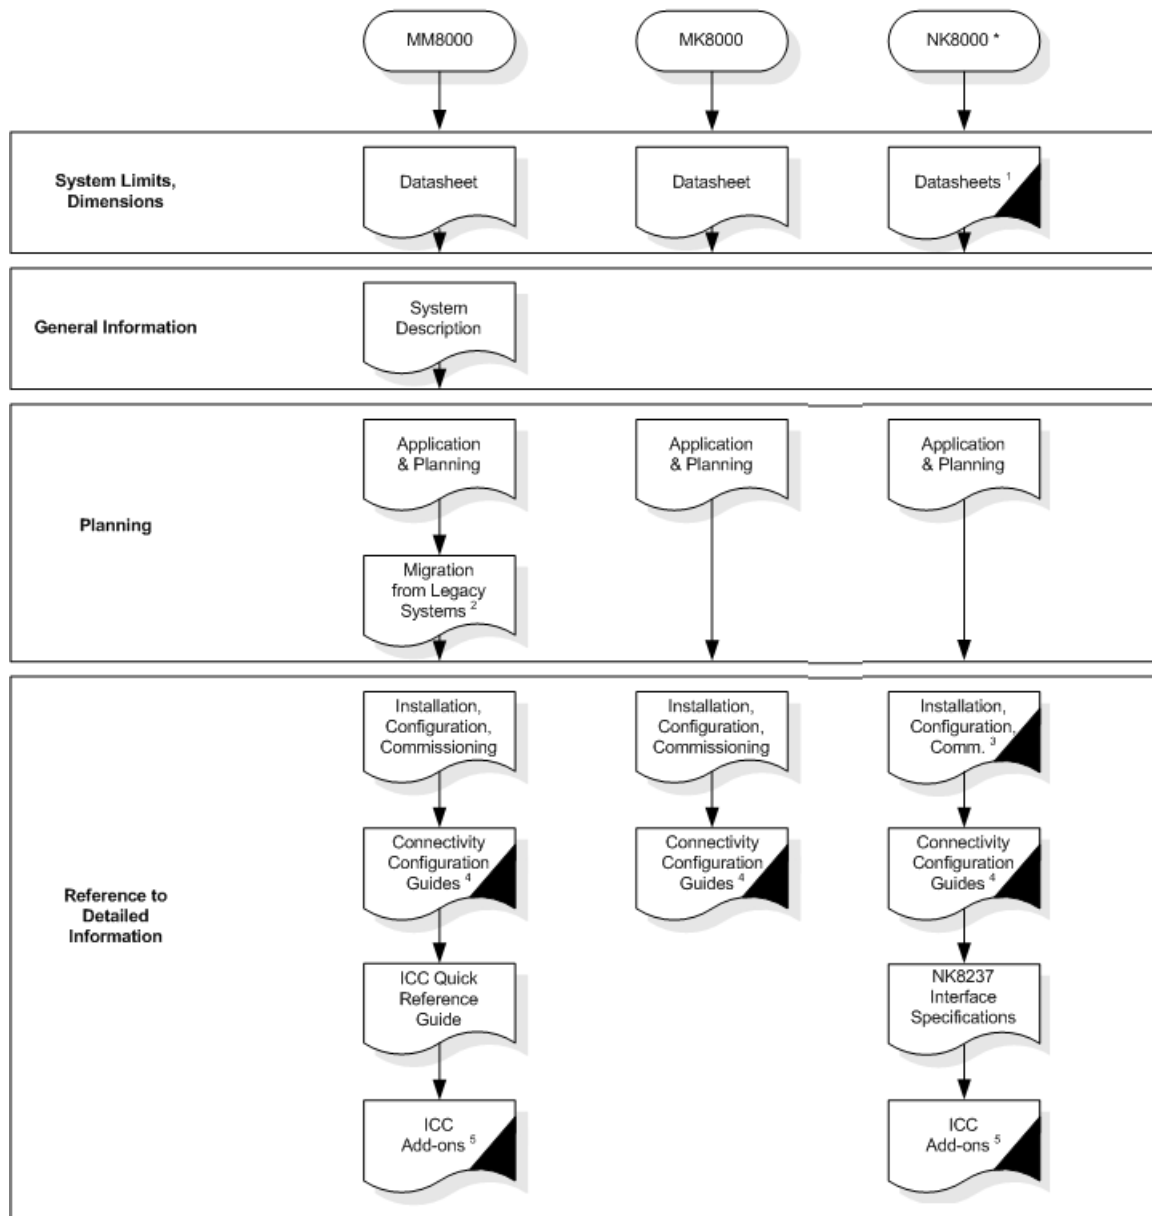 MM8000
MK8000
NK8000 *
System Limits,
Dimensions
Datasheet
Datasheet
Datasheets 1
General Information
System
Description
Planning
Application
& Planning
Application
& Planning
Application
& Planning
Migration
from Legacy
Systems 2
Reference to
Detailed
Information
Installation,
Configuration,
Commissioning
Installation,
Configuration,
Commissioning
Installation,
Configuration,
Comm. 3
Connectivity
Configuration
Guides 4
Connectivity
Configuration
Guides 4
Connectivity
Configuration
Guides 4
ICC Quick
Reference
Guide
NK8237
Interface
Specifications
ICC
Add-ons 5
ICC
Add-ons 5